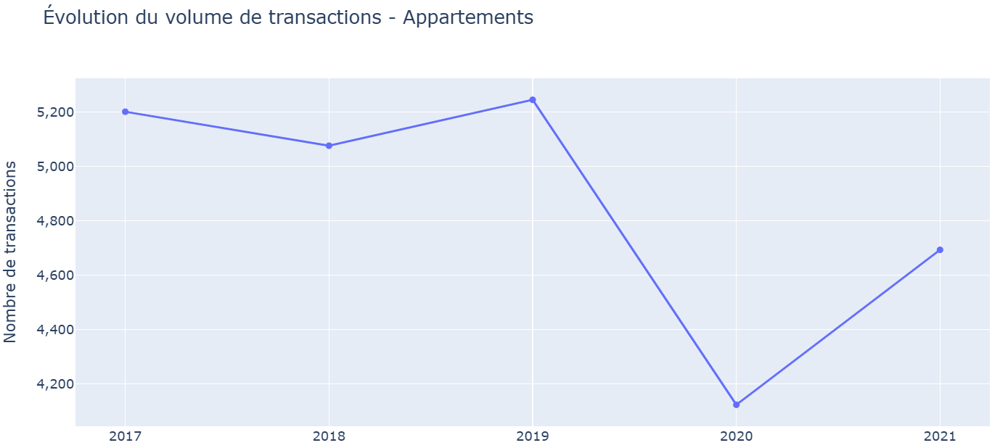 Évolution du volume de transactions - Appartements
Nombre de transactions
5,200
5,000
4,800
4,600
4,400
4,200
2017 2018 2019 2020 2021